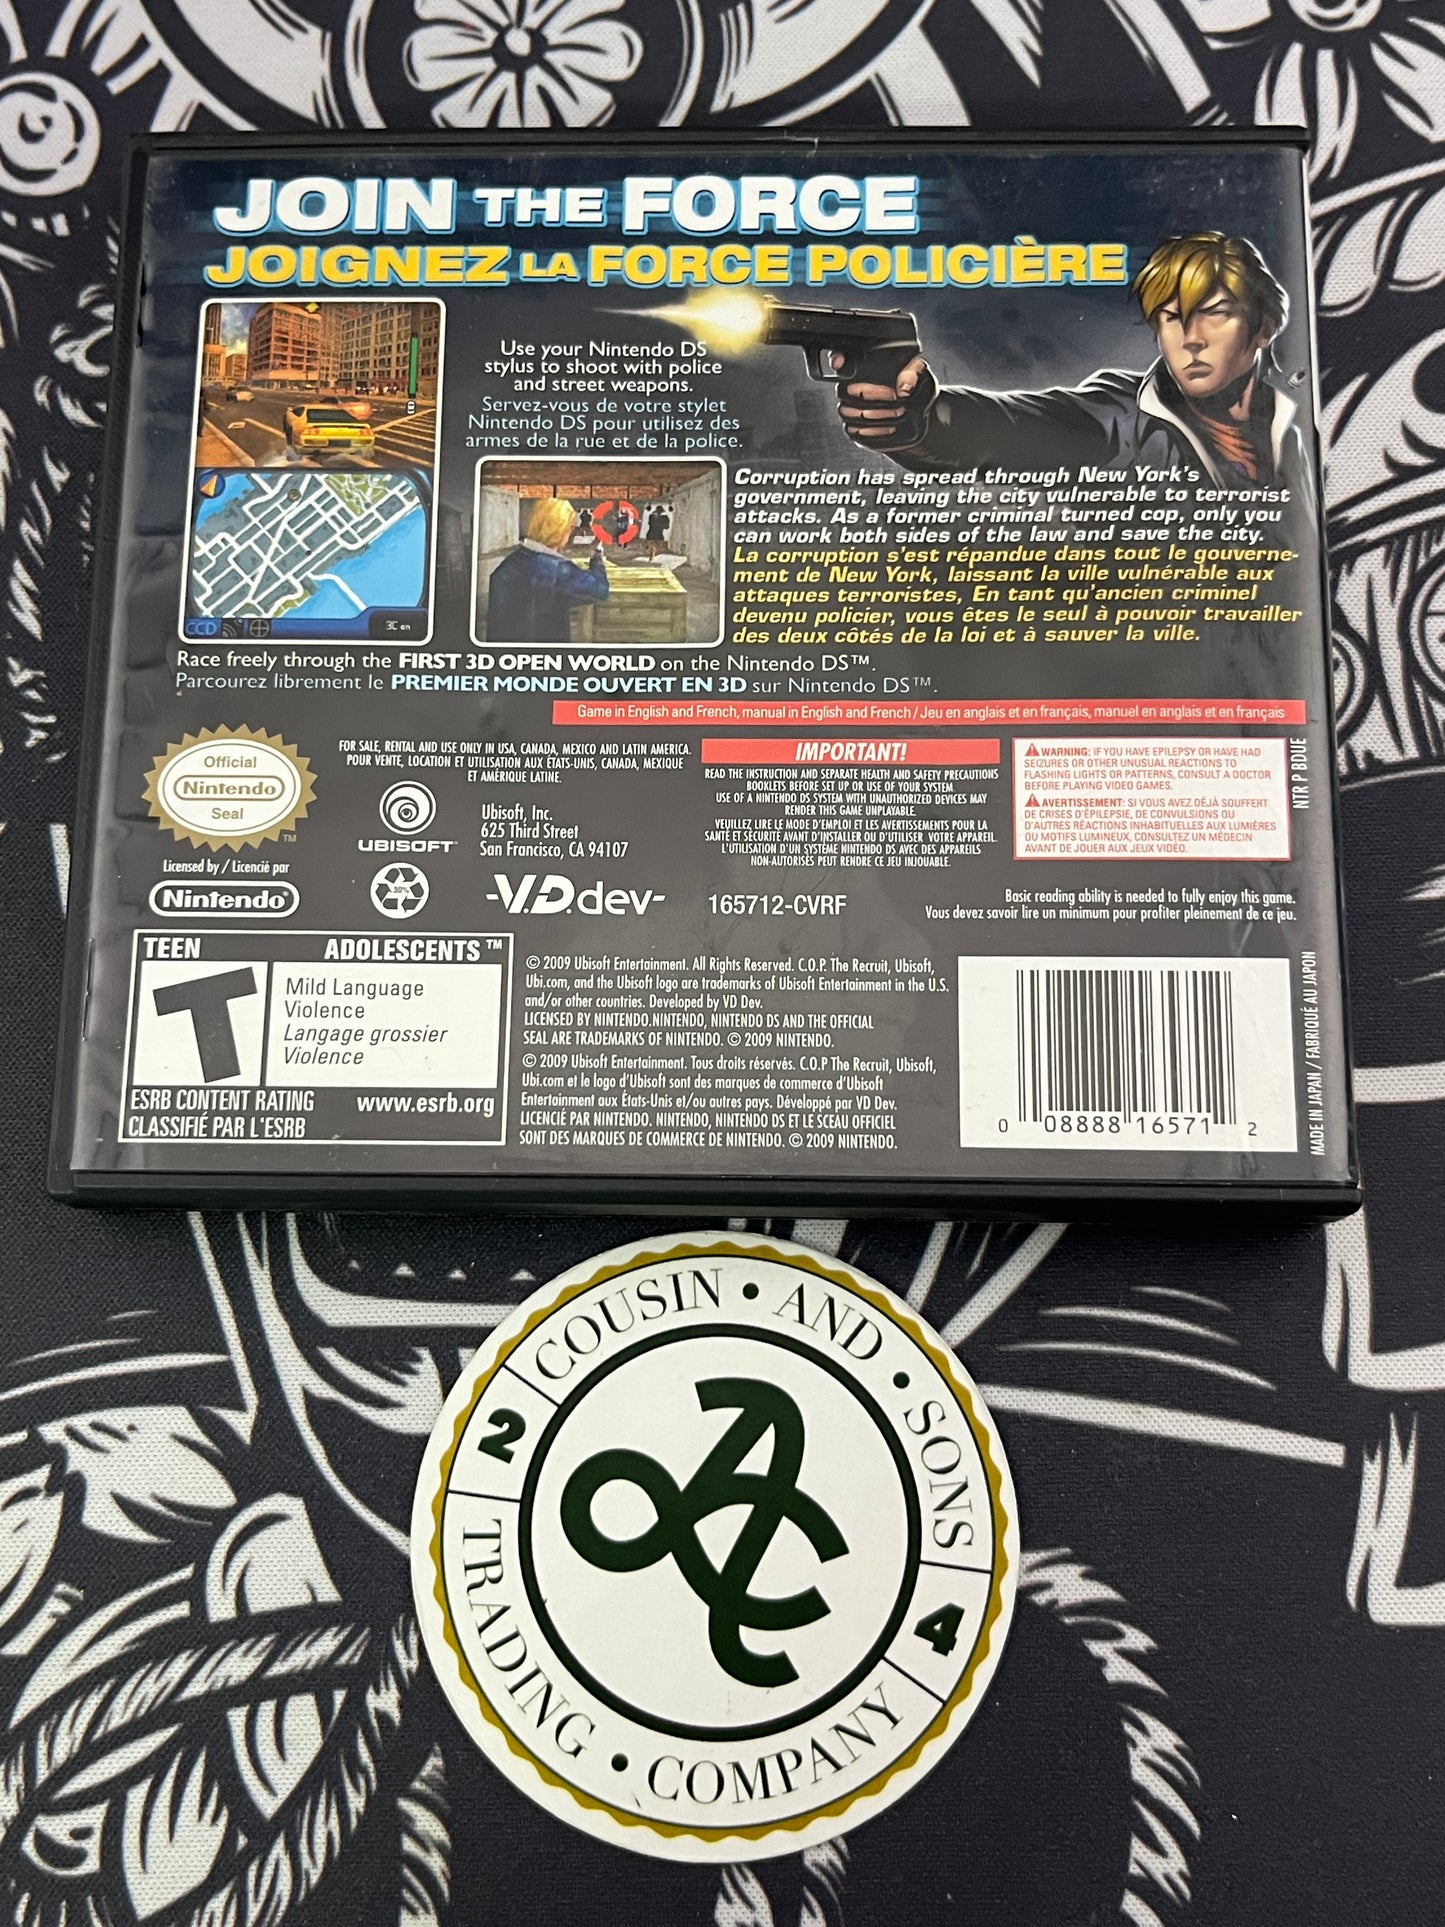 JOIN THE FORCE
JOIGNEZ LA FORCE POLICIÈRE
Use your Nintendo DS
stylus to shoot with police
and street weapons.
Servez-vous de votre stylet
Nintendo DS pour utilisez des
armes de la rue et de la police.
Corruption has spread through New York's
government, leaving the city vulnerable to terrorist
attacks. As a former criminal turned cop, only you
can work both sides of the law and save the city.
La corruption s'est répandue dans tout le gouverne-
ment de New York, laissant la ville vulnérable aux
attaques terroristes, En tant qu'ancien criminel
devenu policier, vous êtes le seul à pouvoir travailler
des deux côtés de la loi et à sauver la ville.
Race freely through the FIRST 3D OPEN WORLD on the Nintendo DS™.
Parcourez librement le PREMIER MONDE OUVERT EN 3D sur Nintendo DS™.
Game in English and French, manual in English and French / Jeu en anglais et en français, manuel en anglais et en français
Official
Nintendo
Seal
TM
Licensed by / Licencié par
Nintendo®
FOR SALE, RENTAL AND USE ONLY IN USA, CANADA, MEXICO AND LATIN AMERICA.
POUR VENTE, LOCATION ET UTILISATION AUX ÉTATS-UNIS, CANADA, MEXIQUE
ET AMÉRIQUE LATINE.
UBISOFT™
Ubisoft, Inc.
625 Third Street
San Francisco, CA 94107
30%
-V.D.dev-
165712-CVRF
IMPORTANT!
READ THE INSTRUCTION AND SEPARATE HEALTH AND SAFETY PRECAUTIONS
BOOKLETS BEFORE SET UP OR USE OF YOUR SYSTEM.
USE OF A NINTENDO DS SYSTEM WITH UNAUTHORIZED DEVICES MAY
RENDER THIS GAME UNPLAYABLE.
VEUILLEZ LIRE LE MODE D'EMPLOI ET LES AVERTISSEMENTS POUR LA
SANTÉ ET SÉCURITÉ AVANT D'INSTALLER OU D'UTILISER VOTRE APPAREIL.
L'UTILISATION D'UN SYSTÈME NINTENDO DS AVEC DES APPAREILS
NON-AUTORISÉS PEUT RENDRE CE JEU INJOUABLE.
WARNING: IF YOU HAVE EPILEPSY OR HAVE HAD
SEIZURES OR OTHER UNUSUAL REACTIONS TO
FLASHING LIGHTS OR PATTERNS, CONSULT A DOCTOR
BEFORE PLAYING VIDEO GAMES.
AVERTISSEMENT: SI VOUS AVEZ DÉJÀ SOUFFERT
DE CRISES D'ÉPILEPSIE, DE CONVULSIONS OU
D'AUTRES RÉACTIONS INHABITUELLES AUX LUMIÈRES
OU MOTIFS LUMINEUX, CONSULTEZ UN MÉDECIN
AVANT DE JOUER AUX JEUX VIDÉO.
NTR P BDUE
Basic reading ability is needed to fully enjoy this game.
Vous devez savoir lire un minimum pour profiter pleinement de ce jeu.
TEEN ADOLESCENTS™
T
Mild Language
Violence
Langage grossier
Violence
ESRB CONTENT RATING www.esrb.org
CLASSIFIÉ PAR L'ESRB
© 2009 Ubisoft Entertainment. All Rights Reserved. C.O.P. The Recruit, Ubisoft,
Ubi.com, and the Ubisoft logo are trademarks of Ubisoft Entertainment in the U.S.
and/or other countries. Developed by VD Dev.
LICENSED BY NINTENDO.NINTENDO, NINTENDO DS AND THE OFFICIAL
SEAL ARE TRADEMARKS OF NINTENDO. © 2009 NINTENDO.
© 2009 Ubisoft Entertainment. Tous droits réservés. C.O.P The Recruit, Ubisoft,
Ubi.com et le logo d'Ubisoft sont des marques de commerce d'Ubisoft
Entertainment aux États-Unis et/ou autres pays. Développé par VD Dev.
LICENCIÉ PAR NINTENDO. NINTENDO, NINTENDO DS ET LE SCEAU OFFICIEL
SONT DES MARQUES DE COMMERCE DE NINTENDO. © 2009 NINTENDO.
0 08888 16571 2
MADE IN JAPAN / FABRIQUÉ AU JAPON
COUSIN • AND • SONS
TRADING • COMPANY
2
4